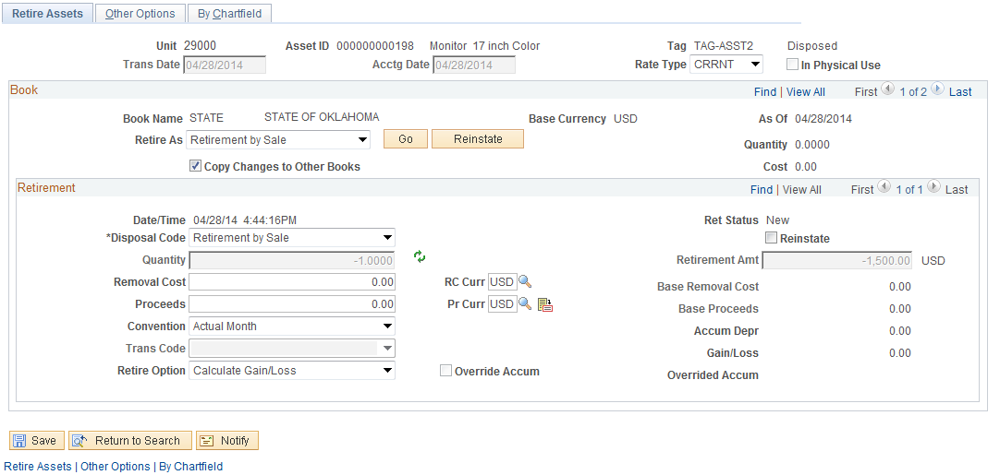 Retire Assets Other Options By Chartfield
Unit 29000 Asset ID 000000000198 Monitor 17 inch Color Tag TAG-ASST2 Disposed
Trans Date 04/28/2014 Acctg Date 04/28/2014 Rate Type CRRNT In Physical Use
Book Find | View All First 1 of 2 Last
Book Name STATE STATE OF OKLAHOMA Base Currency USD As Of 04/28/2014
Retire As Retirement by Sale Go Reinstate Quantity 0.0000
Copy Changes to Other Books Cost 0.00
Retirement Find | View All First 1 of 1 Last
Date/Time 04/28/14 4:44:16PM Ret Status New
*Disposal Code Retirement by Sale Reinstate
Quantity -1.0000 Retirement Amt -1,500.00 USD
Removal Cost 0.00 RC Curr USD Base Removal Cost 0.00
Proceeds 0.00 Pr Curr USD Base Proceeds 0.00
Convention Actual Month Accum Depr 0.00
Trans Code Gain/Loss 0.00
Retire Option Calculate Gain/Loss Override Accum Overrided Accum
Save Return to Search Notify
Retire Assets | Other Options | By Chartfield